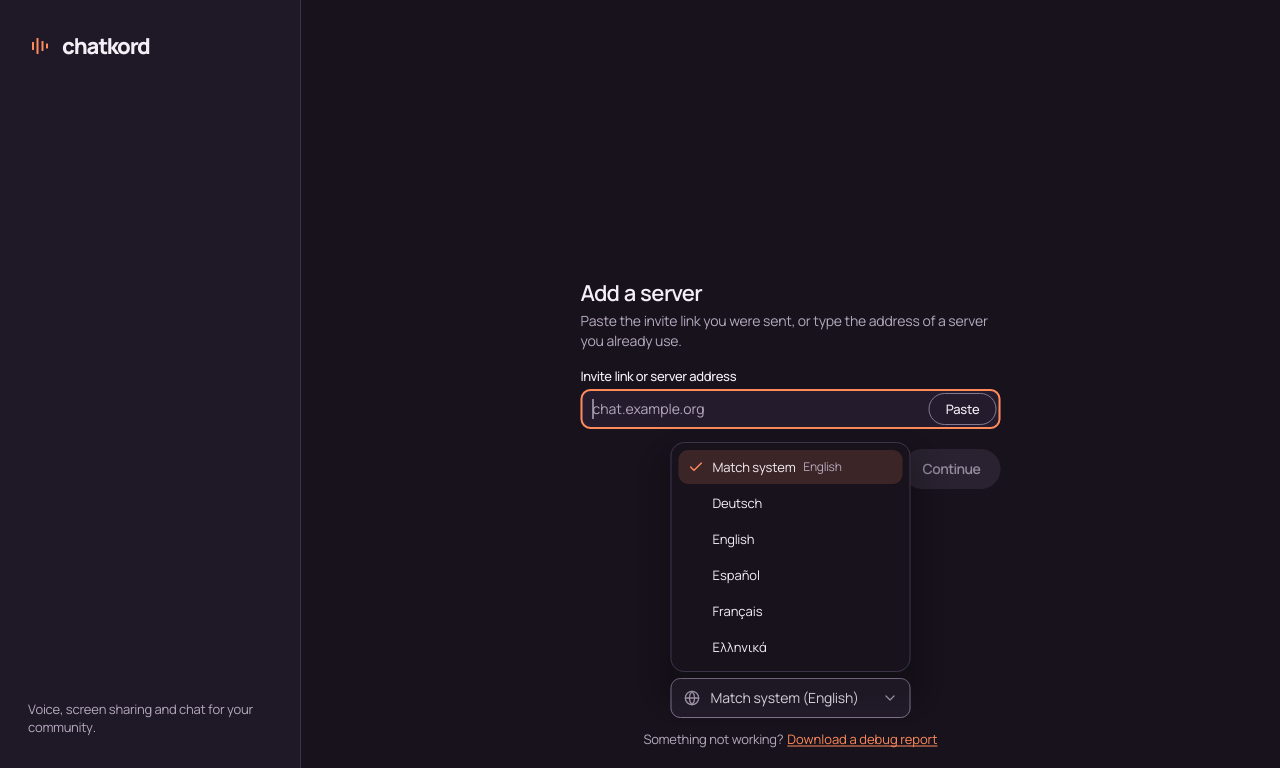 chatkord
Add a server
Paste the invite link you were sent, or type the address of a server
you already use.
Invite link or server address
chat.example.org
Paste
Match system English
Continue
Deutsch
English
Español
Français
Ελληνικά
Match system (English)
Voice, screen sharing and chat for your
community.
Something not working? Download a debug report